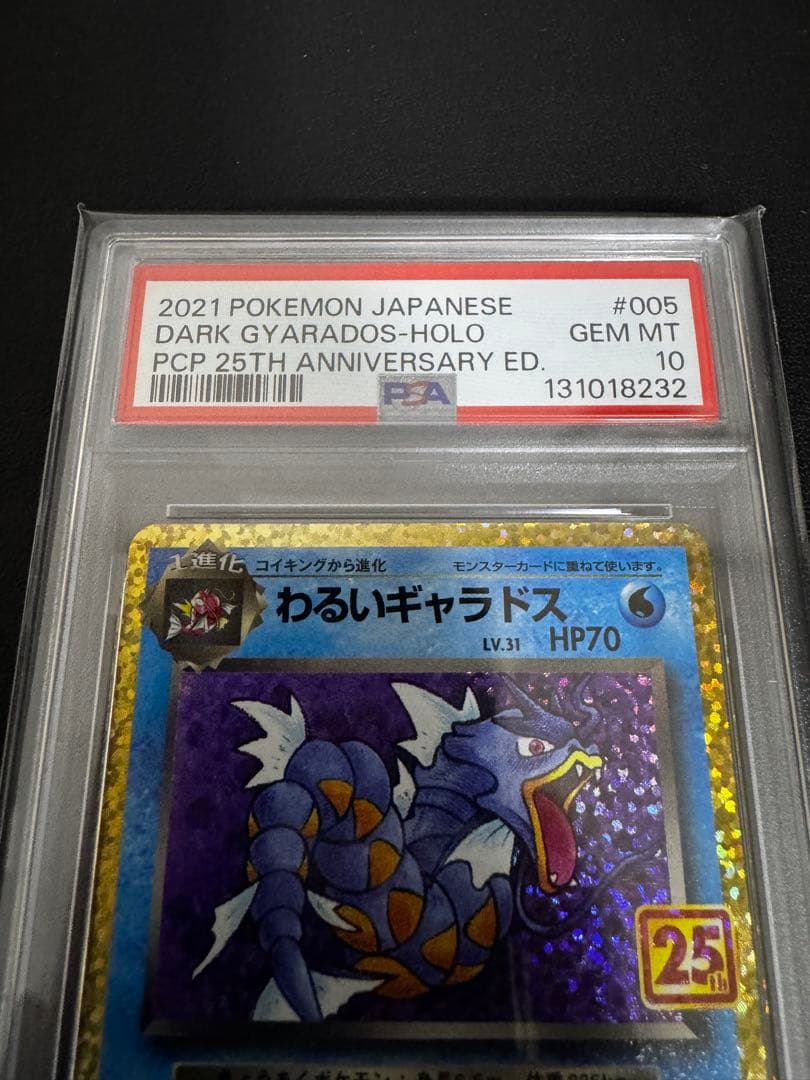 2021 POKEMON JAPANESE #005
DARK GYARADOS-HOLO GEM MT
PCP 25TH ANNIVERSARY ED. 10
PSA 131018232
1進化 コイキングから進化 モンスターカードに重ねて使います。
わるいギャラドス
LV.31 HP70
25th